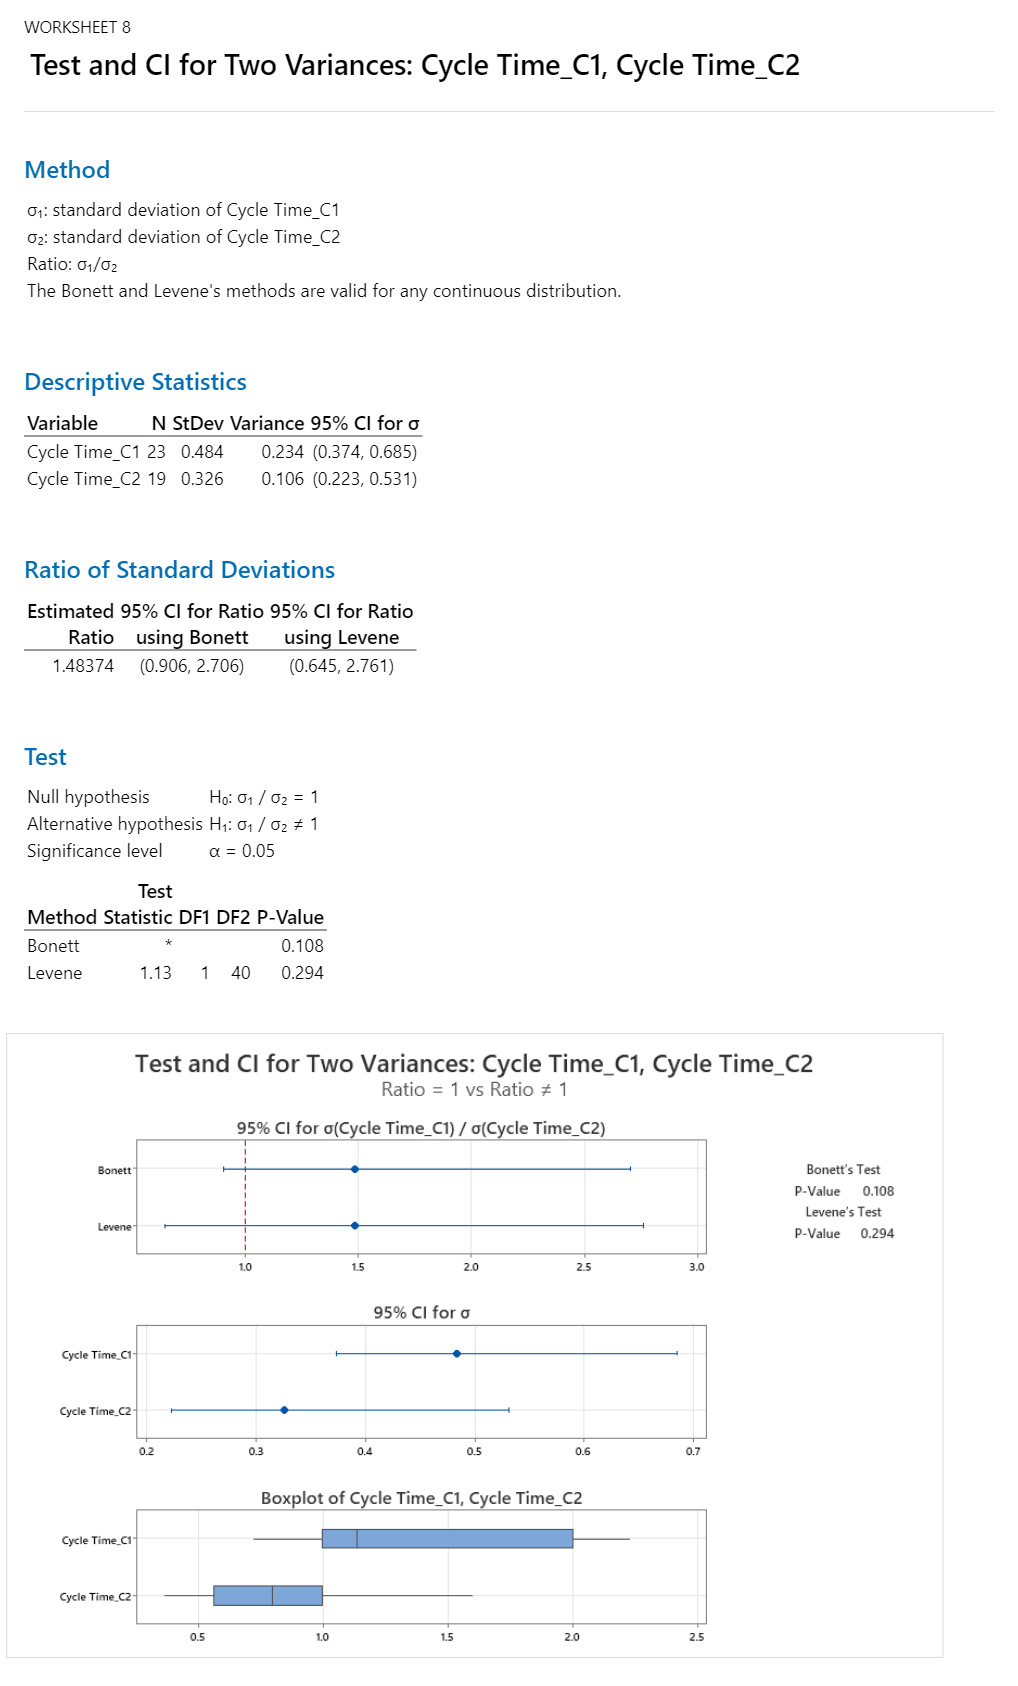 WORKSHEET 8
Test and CI for Two Variances: Cycle Time_C1, Cycle Time_C2
Method
σ₁: standard deviation of Cycle Time_C1
σ₂: standard deviation of Cycle Time_C2
Ratio: σ₁/σ₂
The Bonett and Levene's methods are valid for any continuous distribution.
Descriptive Statistics
Variable N StDev Variance 95% CI for σ
Cycle Time_C1 23 0.484 0.234 (0.374, 0.685)
Cycle Time_C2 19 0.326 0.106 (0.223, 0.531)
Ratio of Standard Deviations
Estimated 95% CI for Ratio 95% CI for Ratio
Ratio using Bonett using Levene
1.48374 (0.906, 2.706) (0.645, 2.761)
Test
Null hypothesis H₀: σ₁ / σ₂ = 1
Alternative hypothesis H₁: σ₁ / σ₂ ≠ 1
Significance level α = 0.05
Test
Method Statistic DF1 DF2 P-Value
Bonett * 0.108
Levene 1.13 1 40 0.294
Test and CI for Two Variances: Cycle Time_C1, Cycle Time_C2
Ratio = 1 vs Ratio ≠ 1
95% CI for σ(Cycle Time_C1) / σ(Cycle Time_C2)
Bonett
Levene
1.0 1.5 2.0 2.5 3.0
Bonett's Test
P-Value 0.108
Levene's Test
P-Value 0.294
95% CI for σ
Cycle Time_C1
Cycle Time_C2
0.2 0.3 0.4 0.5 0.6 0.7
Boxplot of Cycle Time_C1, Cycle Time_C2
Cycle Time_C1
Cycle Time_C2
0.5 1.0 1.5 2.0 2.5